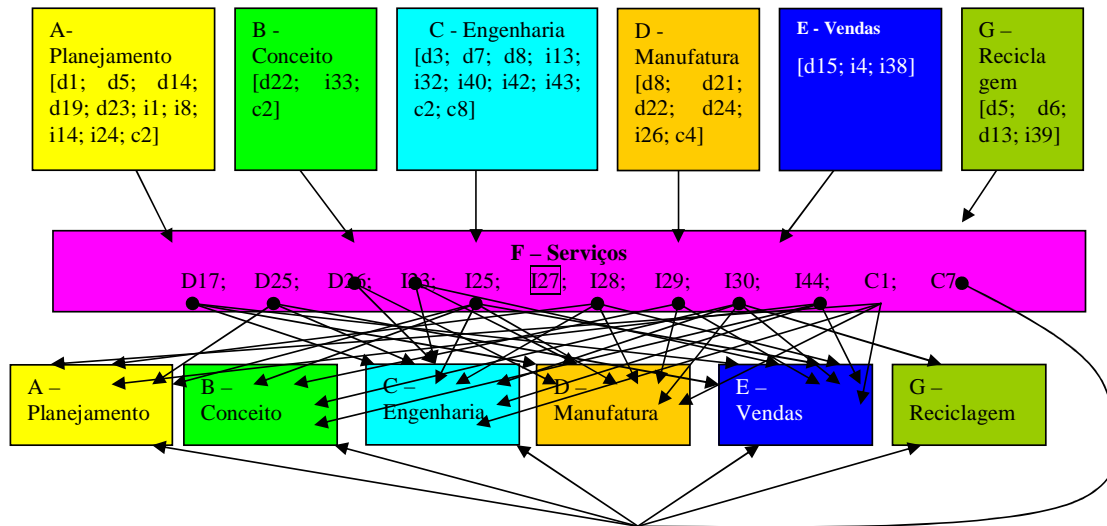 A-
Planejamento
[d1; d5; d14;
d19; d23; i1; i8;
i14; i24; c2]
B -
Conceito
[d22; i33;
c2]
C - Engenharia
[d3; d7; d8; i13;
i32; i40; i42; i43;
c2; c8]
D -
Manufatura
[d8; d21;
d22; d24;
i26; c4]
E - Vendas
[d15; i4; i38]
G –
Recicla
gem
[d5; d6;
d13; i39]
F – Serviços
D17; D25; D26; I23; I25; I27; I28; I29; I30; I44; C1; C7
A –
Planejamento
B –
Conceito
C –
Engenharia
D –
Manufatura
E –
Vendas
G –
Reciclagem